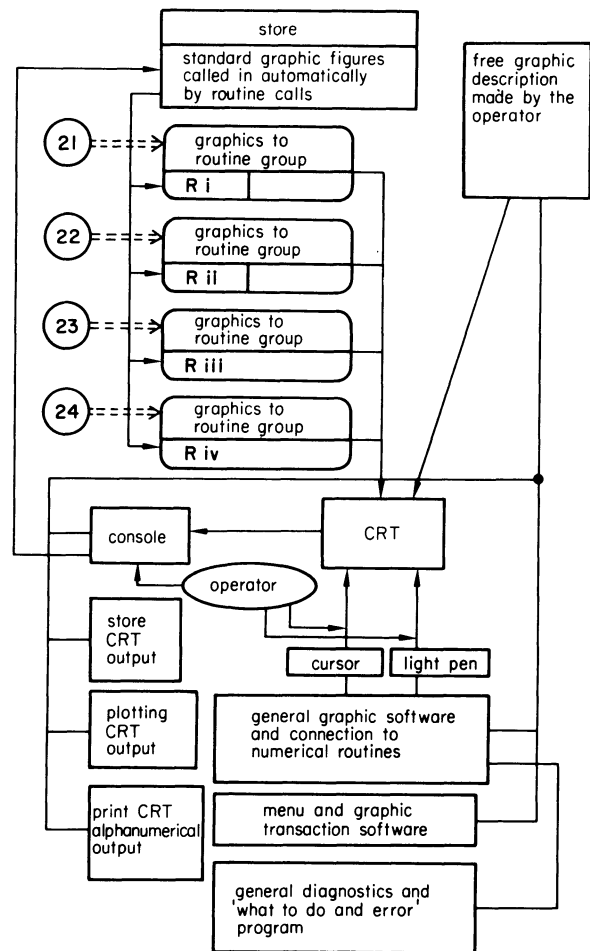 store
standard graphic figures
called in automatically
by routine calls
free graphic
description
made by the
operator
21
graphics to
routine group
R i
22
graphics to
routine group
R ii
23
graphics to
routine group
R iii
24
graphics to
routine group
R iv
console
CRT
operator
store
CRT
output
cursor
light pen
plotting
CRT
output
general graphic software
and connection to
numerical routines
print CRT
alphanumerical
output
menu and graphic
transaction software
general diagnostics and
'what to do and error'
program